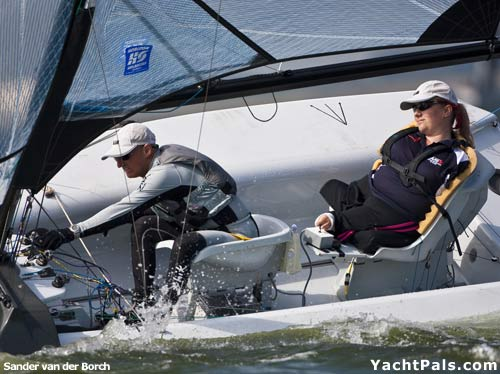 Sander van der Borch
YachtPals.com